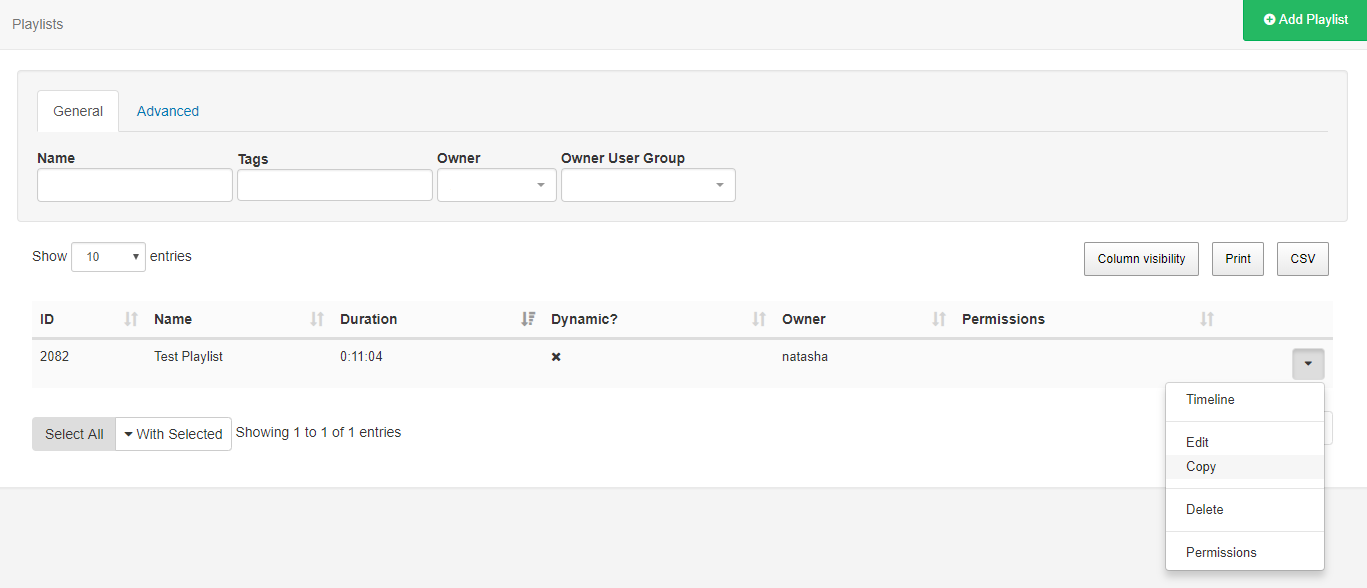 Playlists
Add Playlist
General Advanced
Name Tags Owner Owner User Group
Show 10 entries Column visibility Print CSV
ID Name Duration Dynamic? Owner Permissions
2082 Test Playlist 0:11:04 natasha
Timeline
Select All With Selected Showing 1 to 1 of 1 entries
Edit
Copy
Delete
Permissions